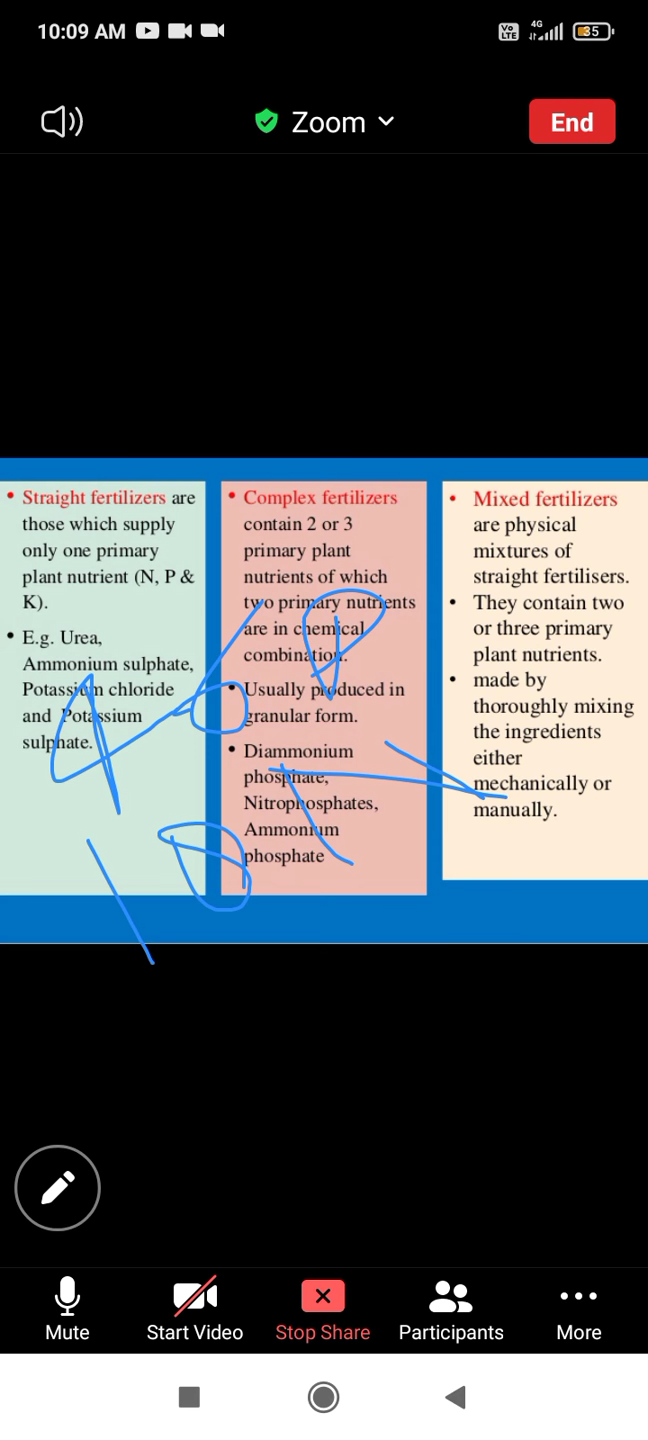 10:09 AM
Vo LTE 4G 35
Zoom
End
• Straight fertilizers are
those which supply
only one primary
plant nutrient (N, P &
K).
• E.g. Urea,
Ammonium sulphate,
Potassium chloride
and Potassium
sulphate.
• Complex fertilizers
contain 2 or 3
primary plant
nutrients of which
two primary nutrients
are in chemical
combination.
• Usually produced in
granular form.
• Diammonium
phosphate,
Nitrophosphates,
Ammonium
phosphate
• Mixed fertilizers
are physical
mixtures of
straight fertilisers.
• They contain two
or three primary
plant nutrients.
• made by
thoroughly mixing
the ingredients
either
mechanically or
manually.
Mute
Start Video
Stop Share
Participants
More